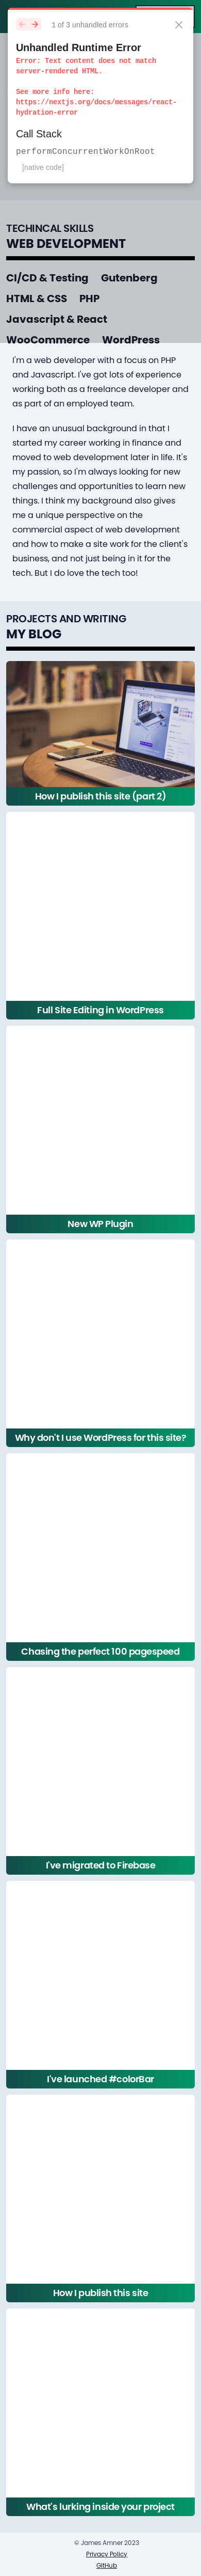 1 of 3 unhandled errors
Unhandled Runtime Error
Error: Text content does not match
server-rendered HTML.
See more info here:
https://nextjs.org/docs/messages/react-
hydration-error
Call Stack
performConcurrentWorkOnRoot
[native code]
TECHINCAL SKILLS
WEB DEVELOPMENT
CI/CD & Testing Gutenberg
HTML & CSS PHP
Javascript & React
WooCommerce WordPress
I'm a web developer with a focus on PHP
and Javascript. I've got lots of experience
working both as a freelance developer and
as part of an employed team.
I have an unusual background in that I
started my career working in finance and
moved to web development later in life. It's
my passion, so I'm always looking for new
challenges and opportunities to learn new
things. I think my background also gives
me a unique perspective on the
commercial aspect of web development
and how to make a site work for the client's
business, and not just being in it for the
tech. But I do love the tech too!
PROJECTS AND WRITING
MY BLOG
How I publish this site (part 2)
Full Site Editing in WordPress
New WP Plugin
Why don't I use WordPress for this site?
Chasing the perfect 100 pagespeed
I've migrated to Firebase
I've launched #colorBar
How I publish this site
What's lurking inside your project
© James Amner 2023
Privacy Policy
GitHub